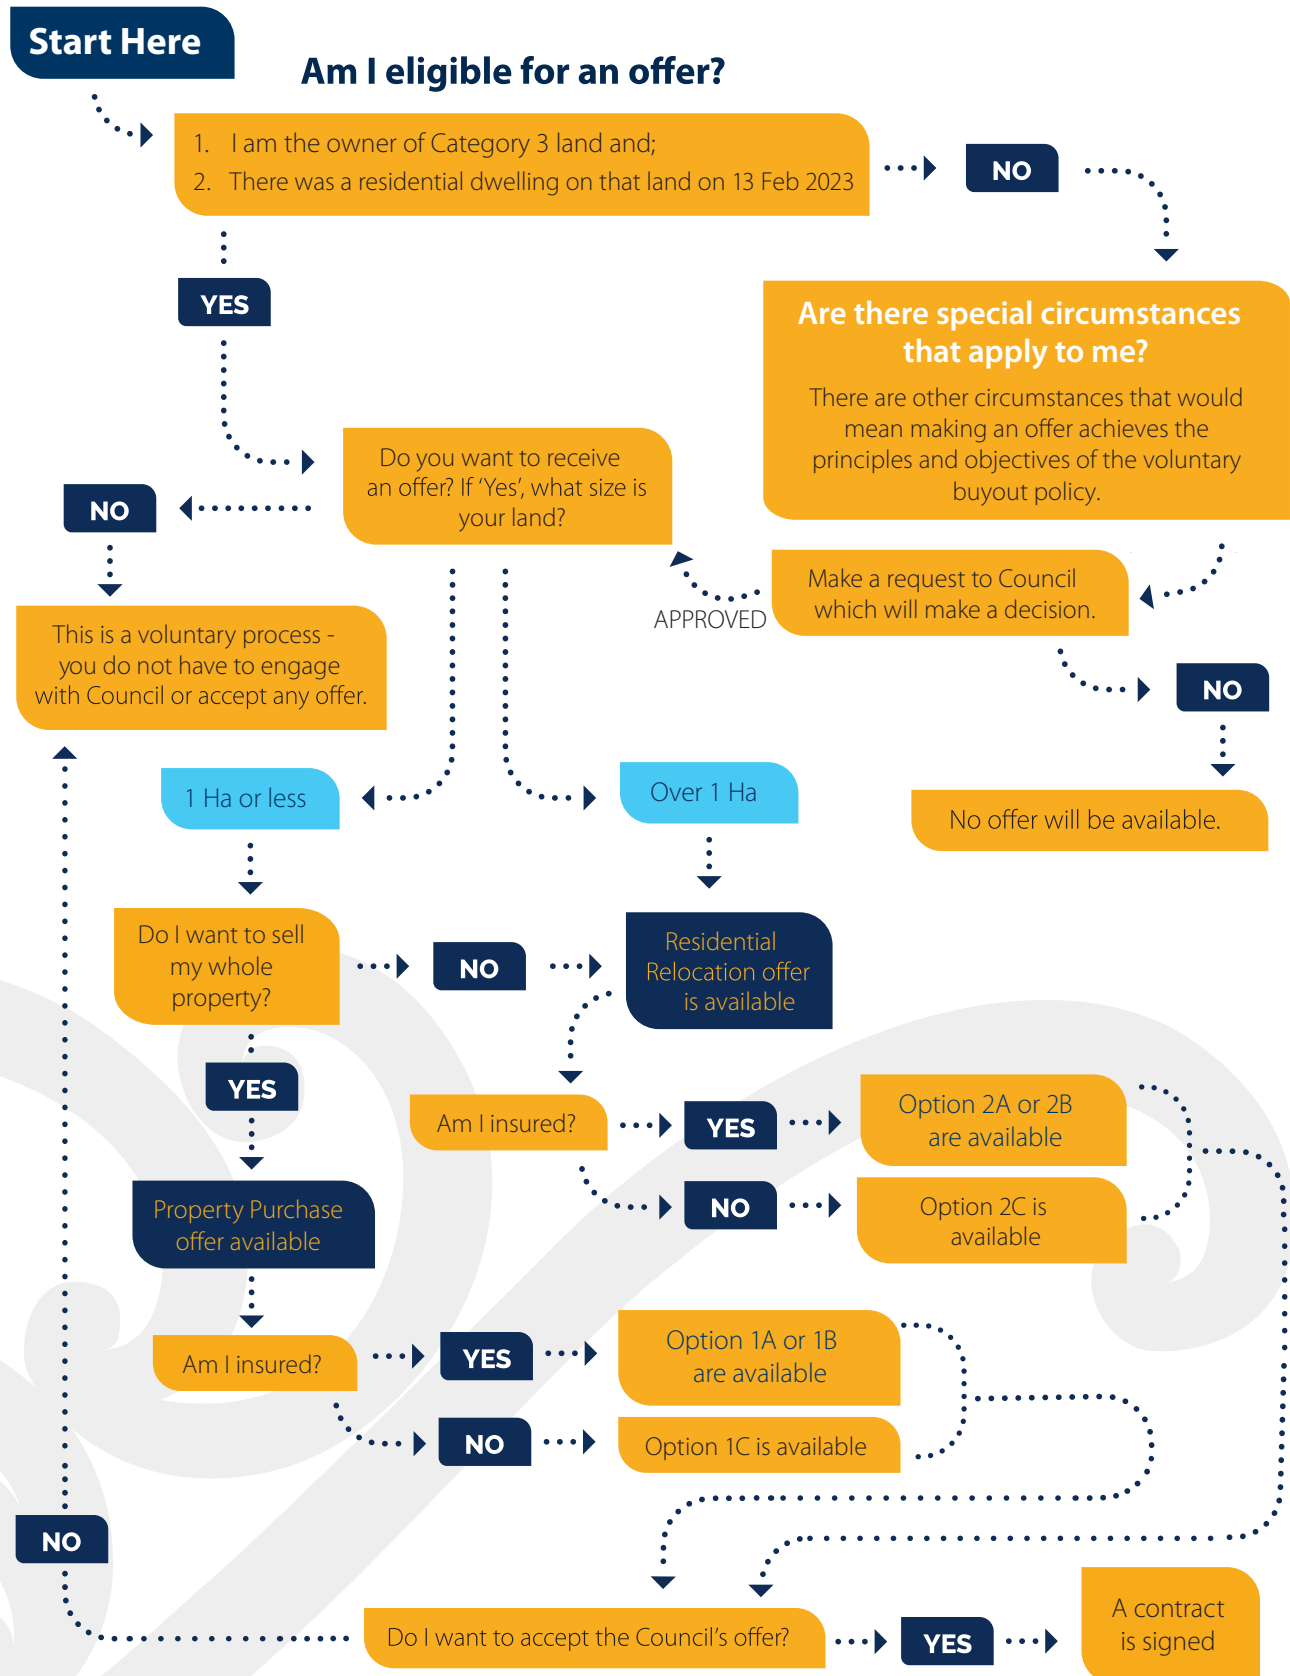 Start Here
Am I eligible for an offer?
1. I am the owner of Category 3 land and;
2. There was a residential dwelling on that land on 13 Feb 2023
NO
YES
Are there special circumstances
that apply to me?
There are other circumstances that would
mean making an offer achieves the
principles and objectives of the voluntary
buyout policy.
Do you want to receive
an offer? If ‘Yes’, what size is
your land?
NO
Make a request to Council
which will make a decision.
APPROVED
This is a voluntary process -
you do not have to engage
with Council or accept any offer.
NO
1 Ha or less
Over 1 Ha
No offer will be available.
Do I want to sell
my whole
property?
NO
Residential
Relocation offer
is available
YES
Am I insured?
YES
Option 2A or 2B
are available
NO
Option 2C is
available
Property Purchase
offer available
Am I insured?
YES
Option 1A or 1B
are available
NO
Option 1C is available
NO
Do I want to accept the Council’s offer?
YES
A contract
is signed